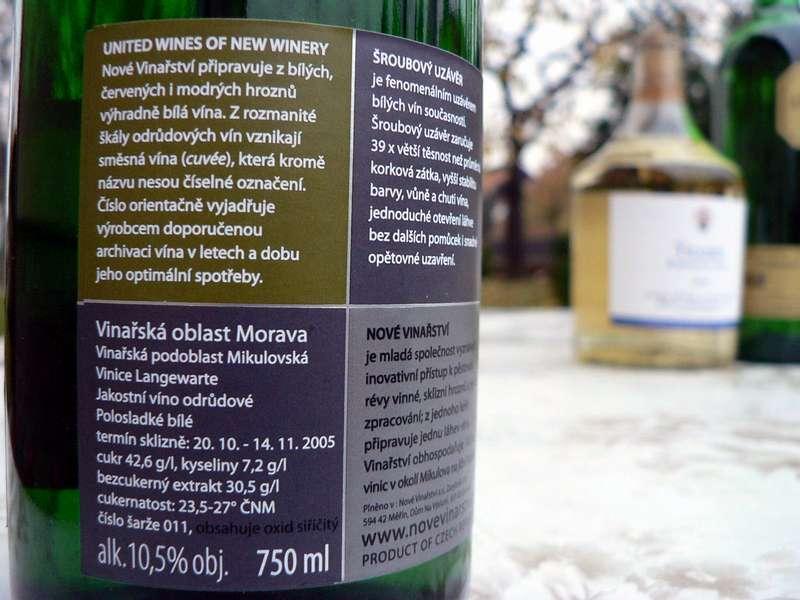 UNITED WINES OF NEW WINERY
Nové Vinařství připravuje z bílých,
červených i modrých hroznů
výhradně bílá vína. Z rozmanité
škály odrůdových vín vznikají
směsná vína (cuvée), která kromě
názvu nesou číselné označení.
Číslo orientačně vyjadřuje
výrobcem doporučenou
archivaci vína v letech a dobu
jeho optimální spotřeby.
ŠROUBOVÝ UZÁVĚR
je fenomenálním uzávěrem
bílých vín současnosti.
Šroubový uzávěr zaručuje
39 x větší těsnost než
korková zátka, vyšší stabilitu
barvy, vůně a chuti vína,
jednoduché otevření láhve
bez dalších pomůcek i snadné
opětovné uzavření.
Vinařská oblast Morava
Vinařská podoblast Mikulovská
Vinice Langewarte
Jakostní víno odrůdové
Polosladké bílé
termín sklizně: 20. 10. - 14. 11. 2005
cukr 42,6 g/l, kyseliny 7,2 g/l
bezcukerný extrakt 30,5 g/l
cukernatost: 23,5-27° ČNM
číslo šarže 011, obsahuje oxid siřičitý
alk.10,5% obj. 750 ml
NOVÉ VINAŘSTVÍ
je mladá společnost
inovativní přístup k
révy vinné, sklizni hroznů
zpracování; z jednoho
připravuje jednu láhev
Vinařství obhospodařuje
vinic v okolí Mikulova na
Plněno v : Nové Vinařství a.s.
594 42 Měřín, Dům Na
www.novevinars
PRODUCT OF CZECH